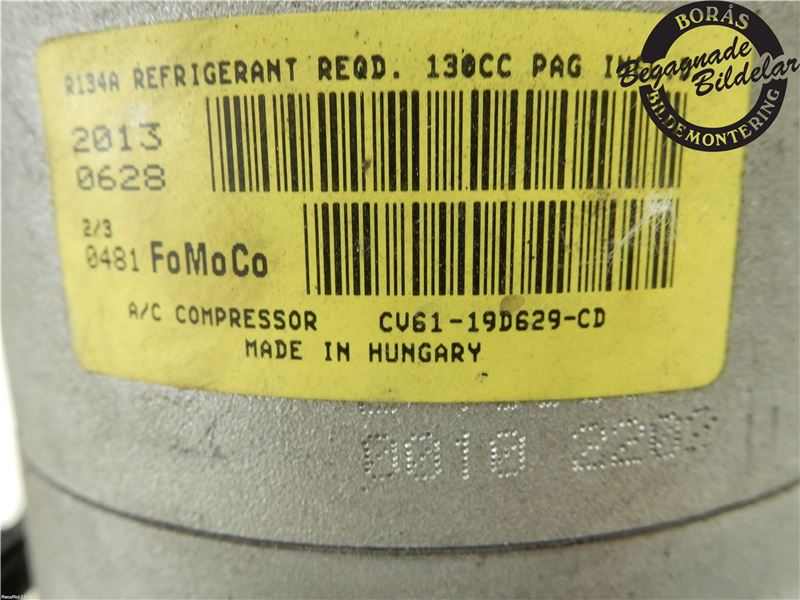 R134A REFRIGERANT REQD. 130CC PAG
BORÅS
Begagnade
Bildelar
BILDEMONTERING
2013
0628
2/3
0481 FoMoCo
A/C COMPRESSOR CV61-19D629-CD
MADE IN HUNGARY
0010 220